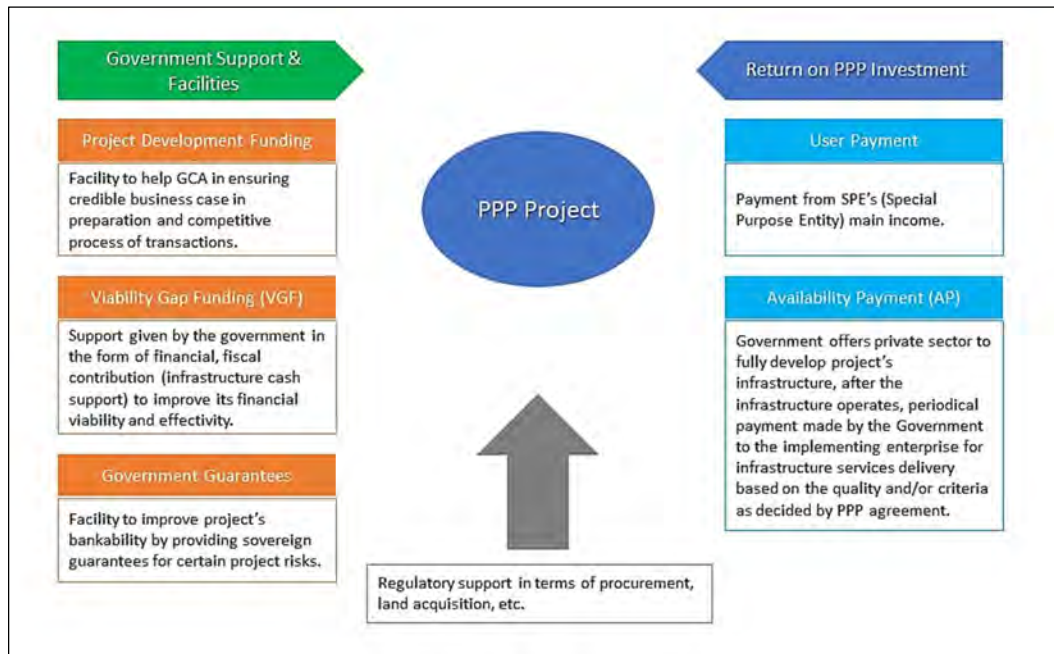 Government Support &
Facilities
Project Development Funding
Facility to help GCA in ensuring
credible business case in
preparation and competitive
process of transactions.
Viability Gap Funding (VGF)
Support given by the government in
the form of financial, fiscal
contribution (infrastructure cash
support) to improve its financial
viability and effectivity.
Government Guarantees
Facility to improve project's
bankability by providing sovereign
guarantees for certain project risks.
PPP Project
Regulatory support in terms of procurement,
land acquisition, etc.
Return on PPP Investment
User Payment
Payment from SPE's (Special
Purpose Entity) main income.
Availability Payment (AP)
Government offers private sector to
fully develop project's
infrastructure, after the
infrastructure operates, periodical
payment made by the Government
to the implementing enterprise for
infrastructure services delivery
based on the quality and/or criteria
as decided by PPP agreement.